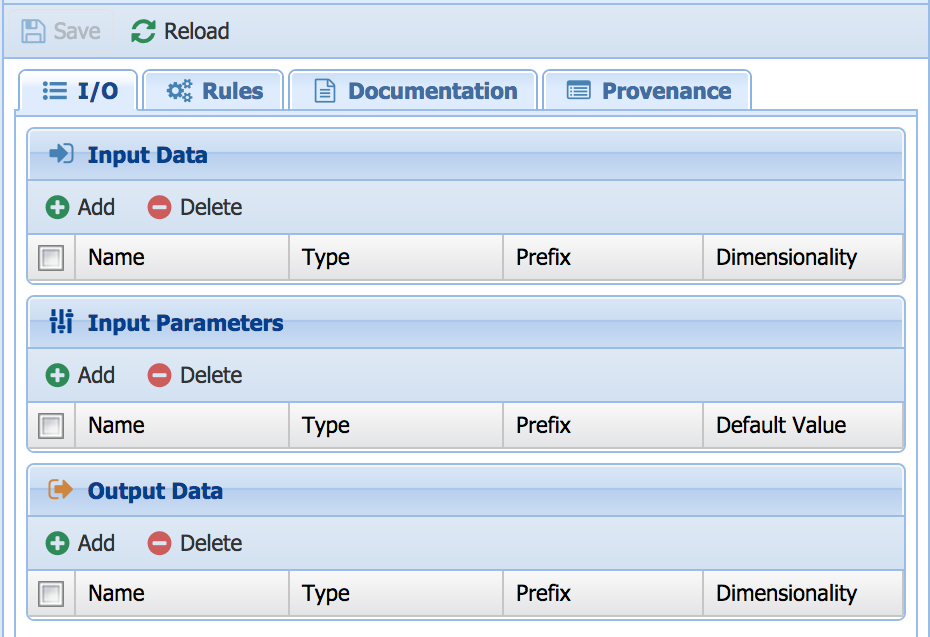 Save Reload
I/O Rules Documentation Provenance
Input Data
Add Delete
Name Type Prefix Dimensionality
Input Parameters
Add Delete
Name Type Prefix Default Value
Output Data
Add Delete
Name Type Prefix Dimensionality